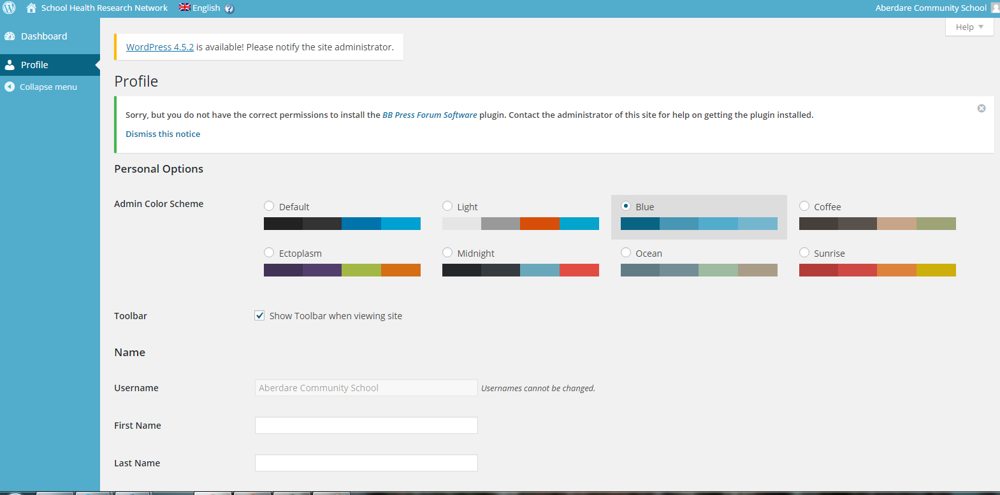 School Health Research Network English Aberdare Community School
Help
Dashboard
Profile
Collapse menu
WordPress 4.5.2 is available! Please notify the site administrator.
Profile
Sorry, but you do not have the correct permissions to install the BB Press Forum Software plugin. Contact the administrator of this site for help on getting the plugin installed.
Dismiss this notice
Personal Options
Admin Color Scheme
Default Light Blue Coffee
Ectoplasm Midnight Ocean Sunrise
Toolbar Show Toolbar when viewing site
Name
Username Aberdare Community School Usernames cannot be changed.
First Name
Last Name